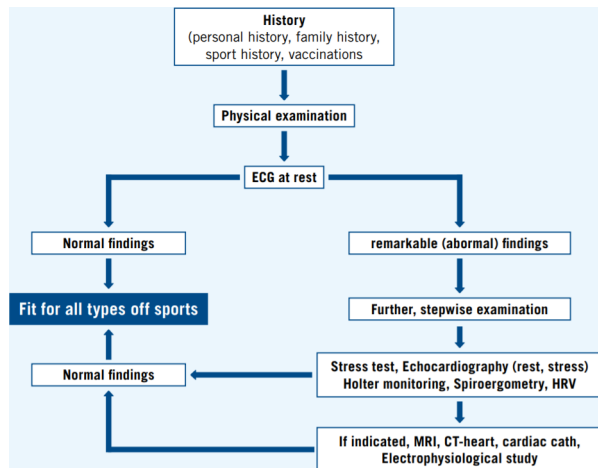 History
(personal history, family history,
sport history, vaccinations
Physical examination
ECG at rest
Normal findings
remarkable (abormal) findings
Fit for all types off sports
Further, stepwise examination
Normal findings
Stress test, Echocardiography (rest, stress)
Holter monitoring, Spiroergometry, HRV
If indicated, MRI, CT-heart, cardiac cath,
Electrophysiological study